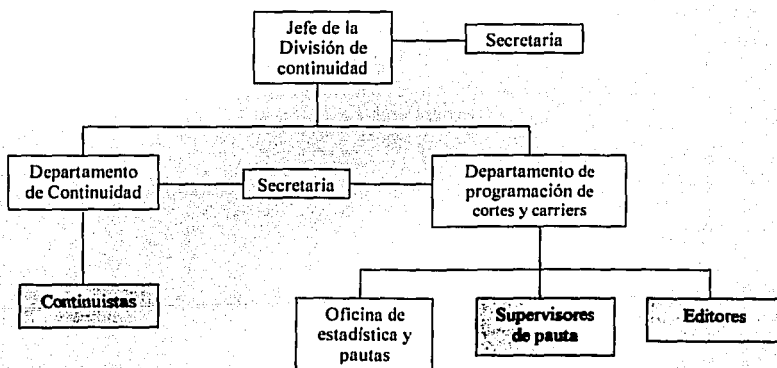 Jefe de la
División de
continuidad
Secretaria
Departamento
de Continuidad
Secretaria
Departamento de
programación de
cortes y carriers
Continuistas
Oficina de
estadística y
pautas
Supervisores
de pauta
Editores